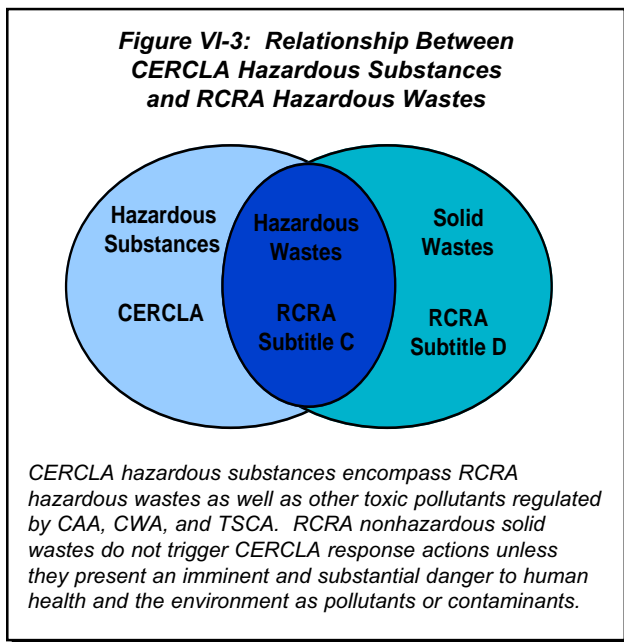 Figure VI-3: Relationship Between
CERCLA Hazardous Substances
and RCRA Hazardous Wastes
Hazardous
Substances
CERCLA
Hazardous
Wastes
RCRA
Subtitle C
Solid
Wastes
RCRA
Subtitle D
CERCLA hazardous substances encompass RCRA
hazardous wastes as well as other toxic pollutants regulated
by CAA, CWA, and TSCA. RCRA nonhazardous solid
wastes do not trigger CERCLA response actions unless
they present an imminent and substantial danger to human
health and the environment as pollutants or contaminants.